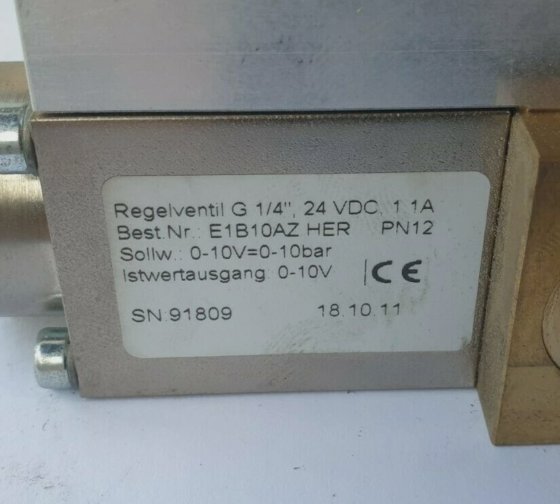 Regelventil G 1/4", 24 VDC, 1.1A
Best.Nr.: E1B10AZ HER PN12
Sollw.: 0-10V=0-10bar
Istwertausgang: 0-10V CE
SN:91809 18.10.11